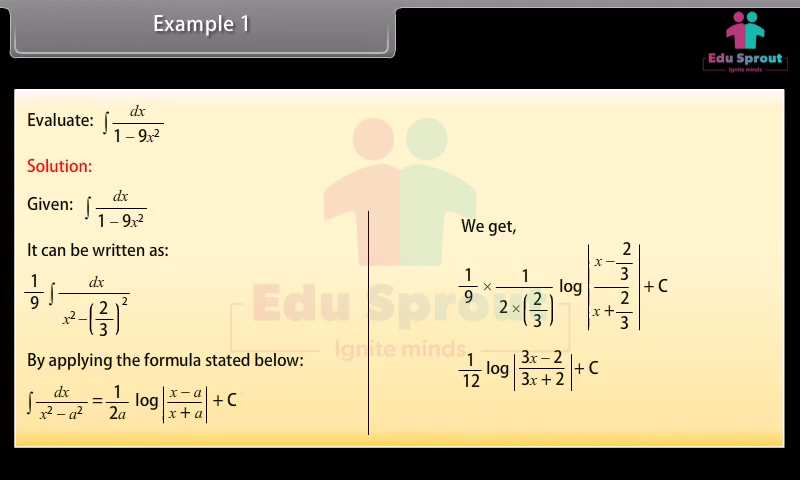 Example 1
Edu Sprout
Ignite minds
Evaluate: ∫ dx / (1 – 9x²)
Solution:
Given: ∫ dx / (1 – 9x²)
It can be written as:
1/9 ∫ dx / (x² – (2/3)²)
By applying the formula stated below:
∫ dx / (x² – a²) = 1/2a log |(x – a)/(x + a)| + C
We get,
1/9 × 1/(2 × (2/3)) log |(x – 2/3)/(x + 2/3)| + C
1/12 log |(3x – 2)/(3x + 2)| + C
Edu Sprout
Ignite minds